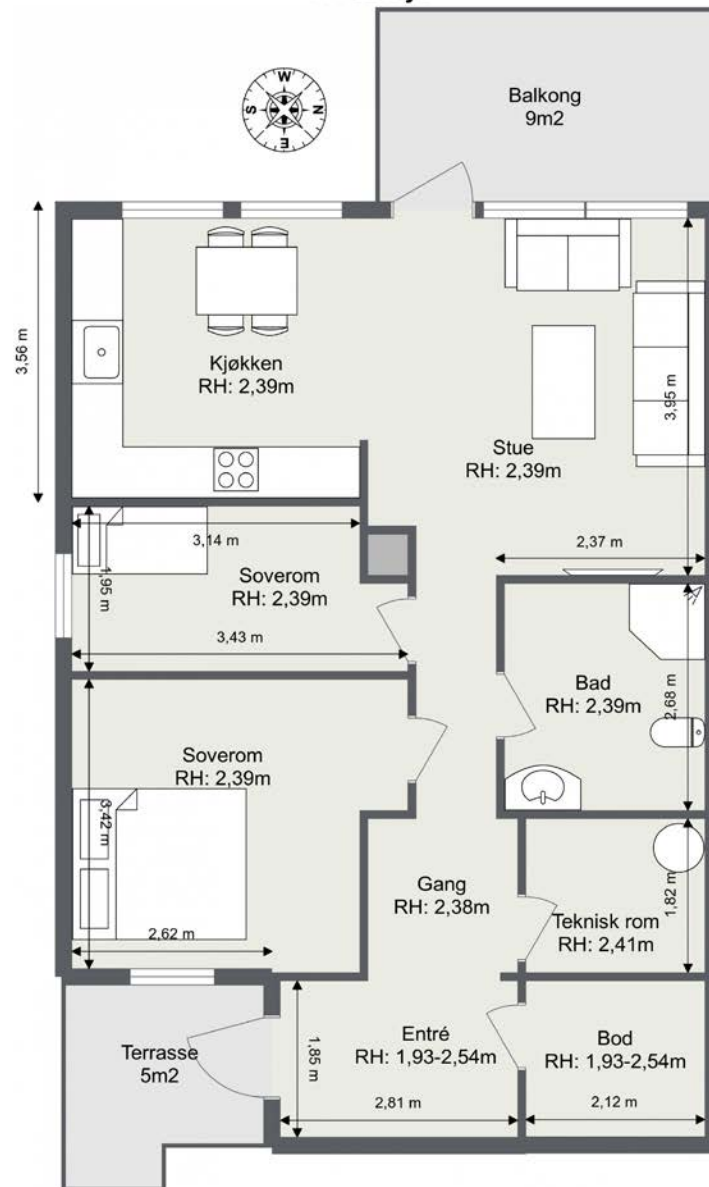 Balkong
9m2
W
S
N
E
3,56 m
Kjøkken
RH: 2,39m
3,95 m
Stue
RH: 2,39m
2,37 m
3,14 m
1,95 m
Soverom
RH: 2,39m
3,43 m
Bad
RH: 2,39m
2,68 m
Soverom
RH: 2,39m
3,42 m
2,62 m
Gang
RH: 2,38m
1,82 m
Teknisk rom
RH: 2,41m
Terrasse
5m2
1,85 m
Entré
RH: 1,93-2,54m
2,81 m
Bod
RH: 1,93-2,54m
2,12 m